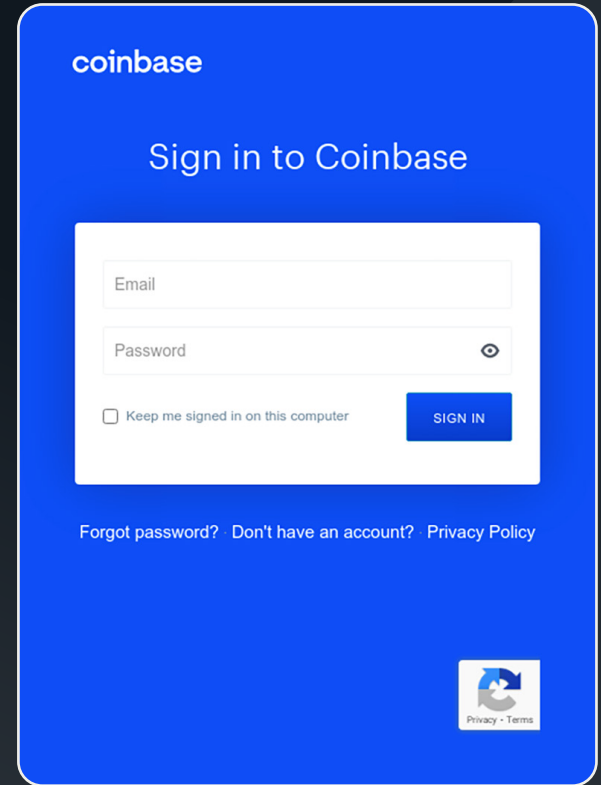 coinbase
Sign in to Coinbase
Email
Password
Keep me signed in on this computer
SIGN IN
Forgot password? · Don't have an account? · Privacy Policy
Privacy • Terms